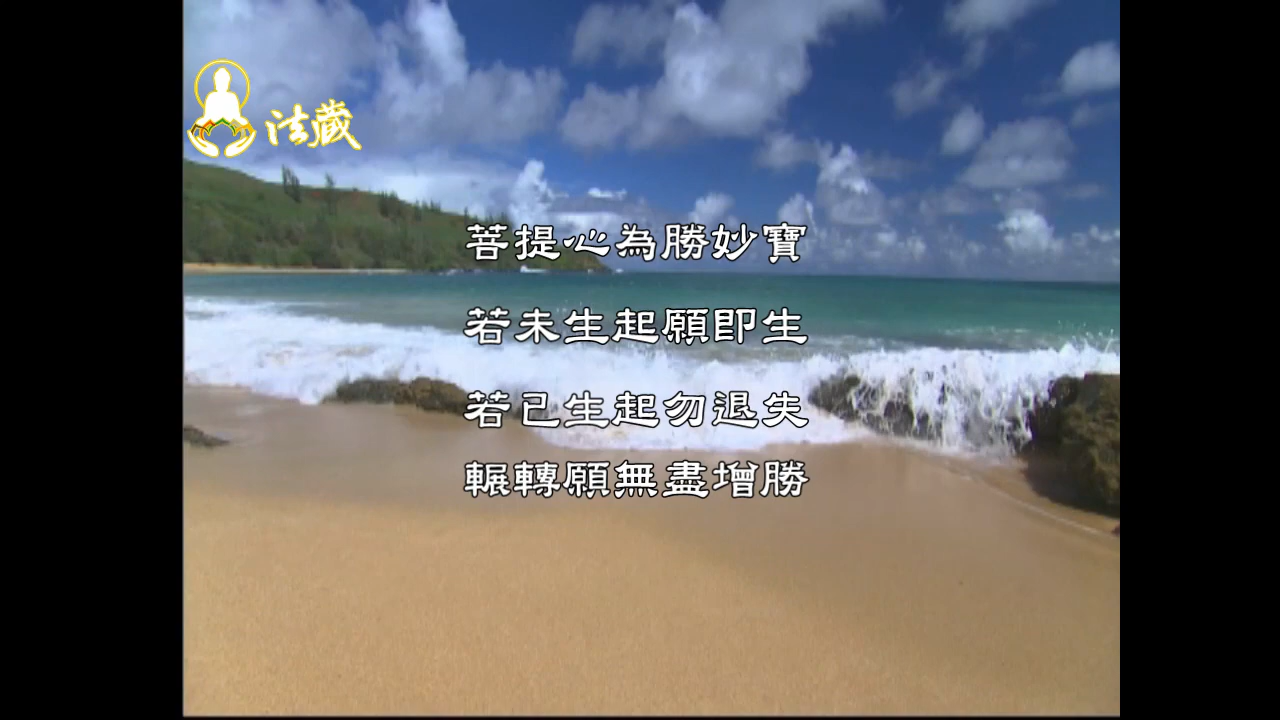 法藏
菩提心為勝妙寶
若未生起願即生
若已生起勿退失
輾轉願無盡增勝